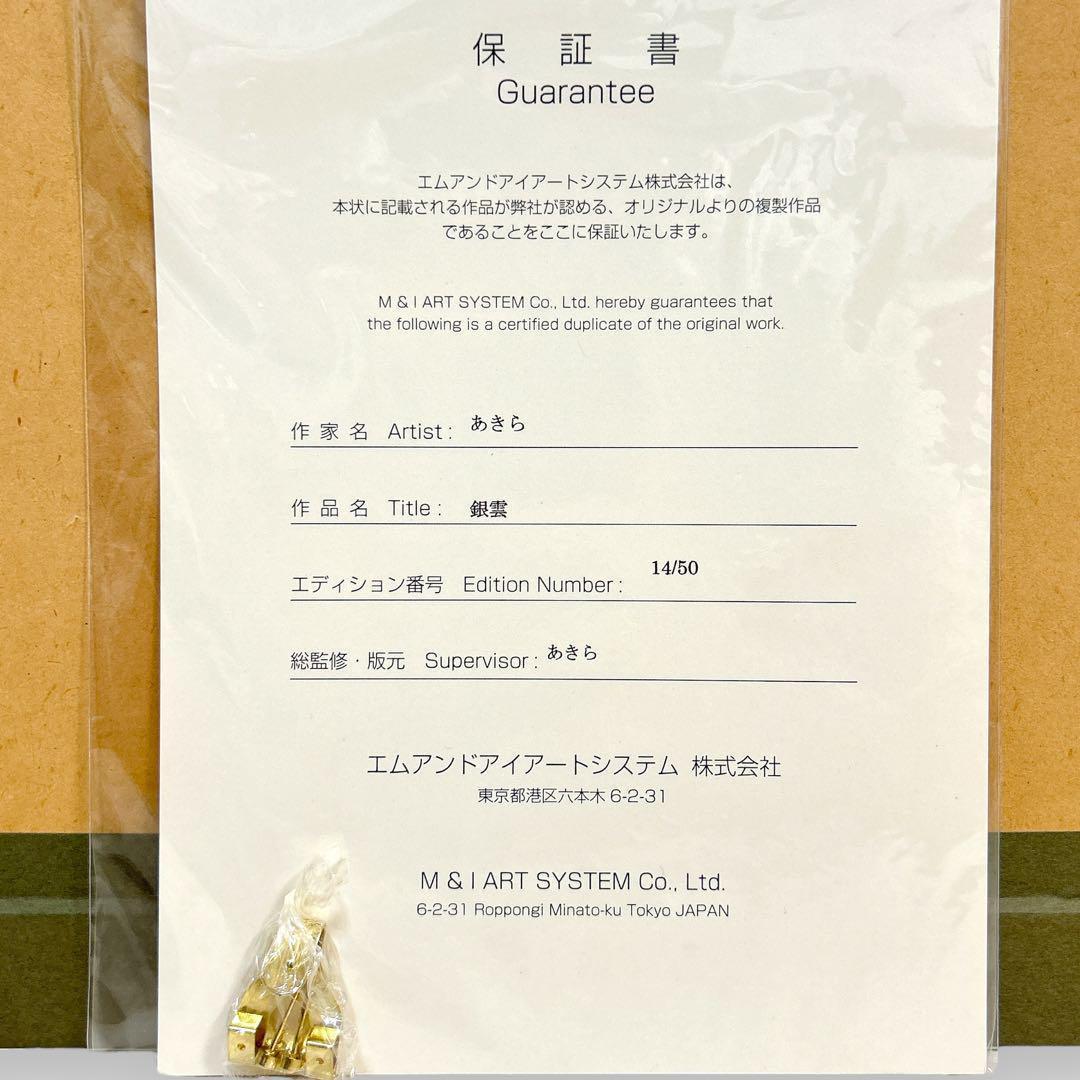 保 証 書
Guarantee
エムアンドアイアートシステム株式会社は、
本状に記載される作品が弊社が認める、オリジナルよりの複製作品
であることをここに保証いたします。
M & I ART SYSTEM Co., Ltd. hereby guarantees that
the following is a certified duplicate of the original work.
作 家 名 Artist : あきら
作 品 名 Title : 銀雲
エディション番号 Edition Number : 14/50
総監修・版元 Supervisor : あきら
エムアンドアイアートシステム 株式会社
東京都港区六本木 6-2-31
M & I ART SYSTEM Co., Ltd.
6-2-31 Roppongi Minato-ku Tokyo JAPAN